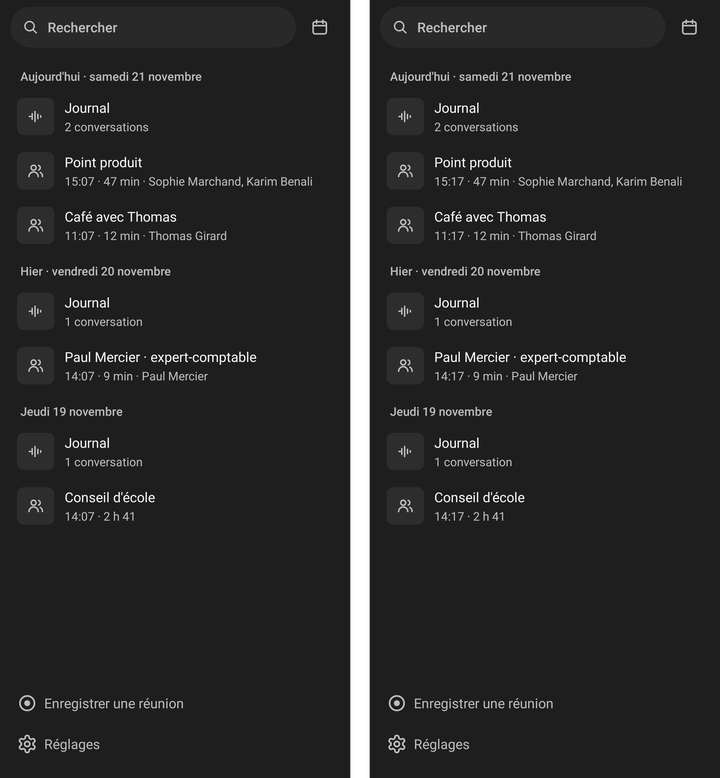 Rechercher
Aujourd'hui · samedi 21 novembre
Journal
2 conversations
Point produit
15:07 · 47 min · Sophie Marchand, Karim Benali
Café avec Thomas
11:07 · 12 min · Thomas Girard
Hier · vendredi 20 novembre
Journal
1 conversation
Paul Mercier · expert-comptable
14:07 · 9 min · Paul Mercier
Jeudi 19 novembre
Journal
1 conversation
Conseil d'école
14:07 · 2 h 41
Enregistrer une réunion
Réglages
Rechercher
Aujourd'hui · samedi 21 novembre
Journal
2 conversations
Point produit
15:17 · 47 min · Sophie Marchand, Karim Benali
Café avec Thomas
11:17 · 12 min · Thomas Girard
Hier · vendredi 20 novembre
Journal
1 conversation
Paul Mercier · expert-comptable
14:17 · 9 min · Paul Mercier
Jeudi 19 novembre
Journal
1 conversation
Conseil d'école
14:17 · 2 h 41
Enregistrer une réunion
Réglages